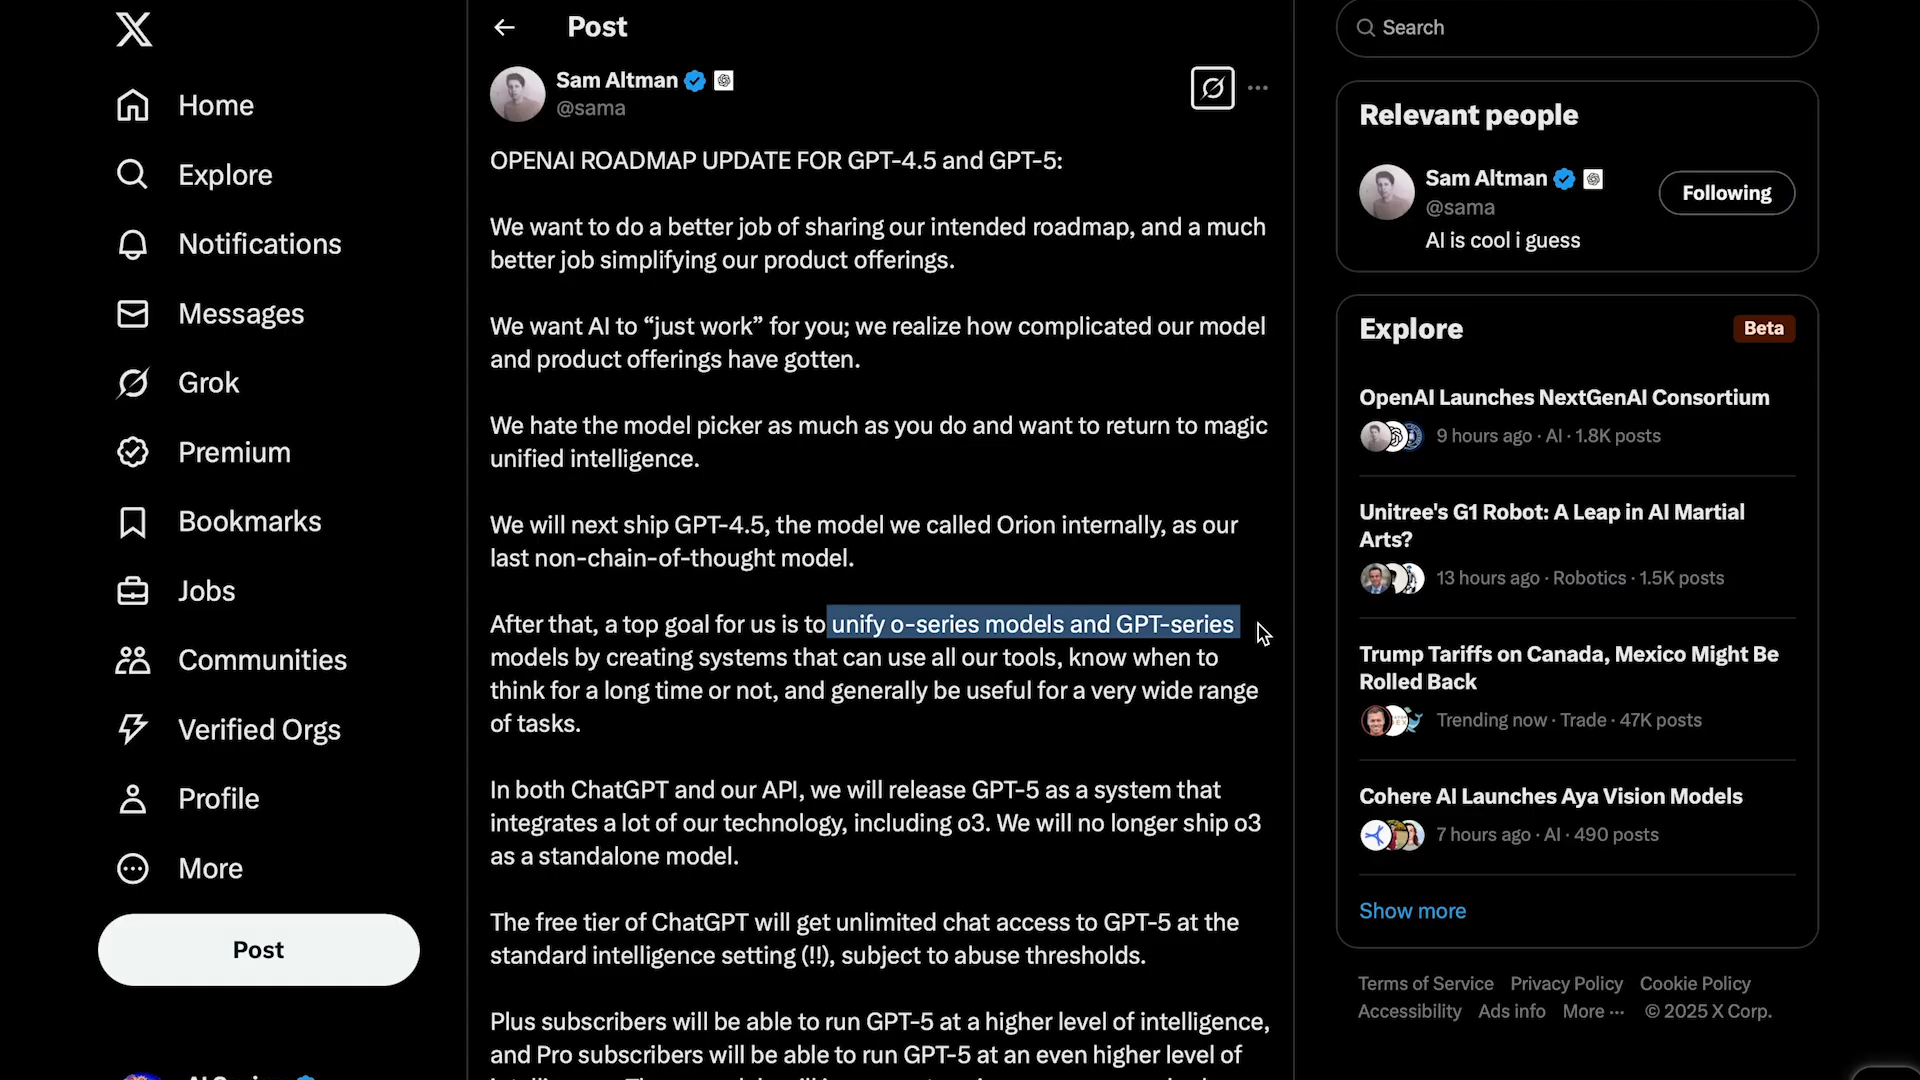 Home
Explore
Notifications
Messages
Grok
Premium
Bookmarks
Jobs
Communities
Verified Orgs
Profile
More
Post
Post
Sam Altman
@sama
OPENAI ROADMAP UPDATE FOR GPT-4.5 and GPT-5:
We want to do a better job of sharing our intended roadmap, and a much
better job simplifying our product offerings.
We want AI to “just work” for you; we realize how complicated our model
and product offerings have gotten.
We hate the model picker as much as you do and want to return to magic
unified intelligence.
We will next ship GPT-4.5, the model we called Orion internally, as our
last non-chain-of-thought model.
After that, a top goal for us is to unify o-series models and GPT-series
models by creating systems that can use all our tools, know when to
think for a long time or not, and generally be useful for a very wide range
of tasks.
In both ChatGPT and our API, we will release GPT-5 as a system that
integrates a lot of our technology, including o3. We will no longer ship o3
as a standalone model.
The free tier of ChatGPT will get unlimited chat access to GPT-5 at the
standard intelligence setting (!!), subject to abuse thresholds.
Plus subscribers will be able to run GPT-5 at a higher level of intelligence,
and Pro subscribers will be able to run GPT-5 at an even higher level of
Search
Relevant people
Sam Altman
@sama
Following
AI is cool i guess
Explore
Beta
OpenAI Launches NextGenAI Consortium
9 hours ago · AI · 1.8K posts
Unitree's G1 Robot: A Leap in AI Martial
Arts?
13 hours ago · Robotics · 1.5K posts
Trump Tariffs on Canada, Mexico Might Be
Rolled Back
Trending now · Trade · 47K posts
Cohere AI Launches Aya Vision Models
7 hours ago · AI · 490 posts
Show more
Terms of Service Privacy Policy Cookie Policy
Accessibility Ads info More ··· © 2025 X Corp.